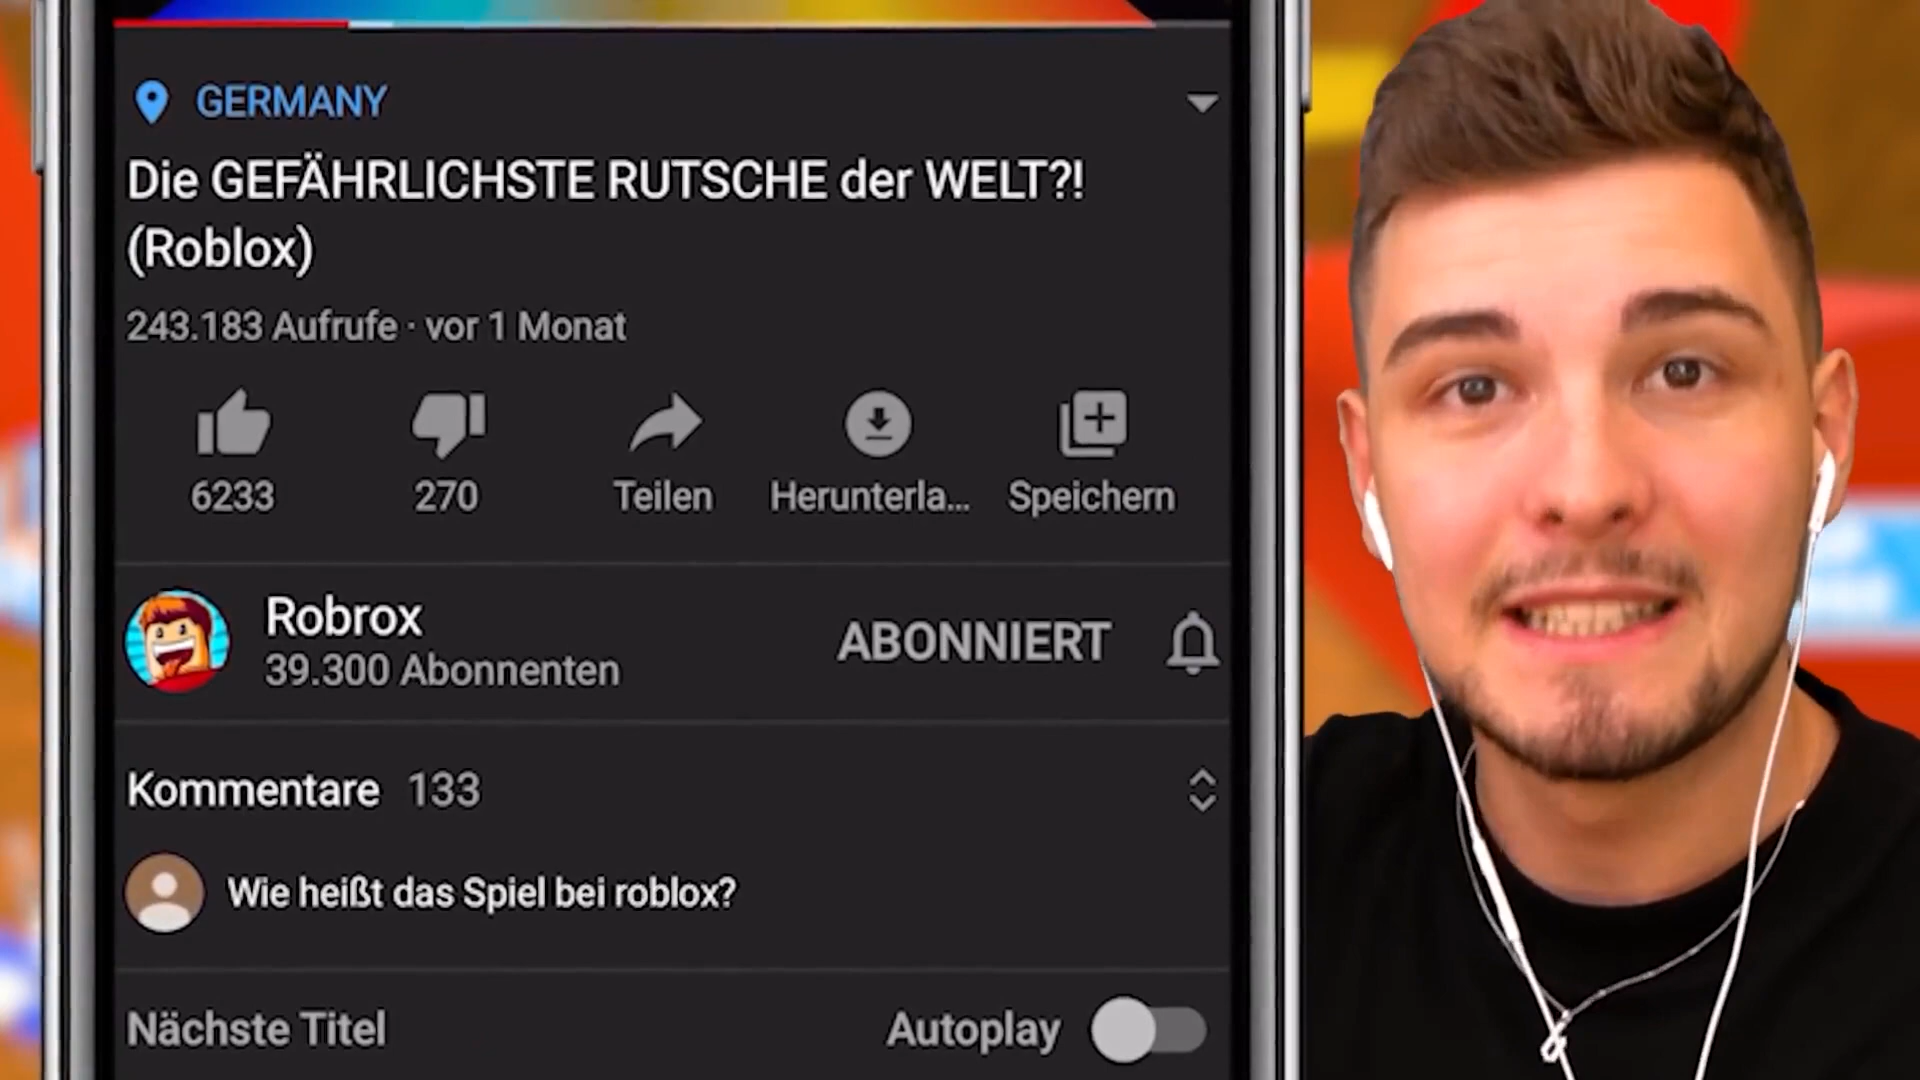 GERMANY
Die GEFÄHRLICHSTE RUTSCHE der WELT?!
(Roblox)
243.183 Aufrufe · vor 1 Monat
6233 270 Teilen Herunterla... Speichern
Robrox
39.300 Abonnenten
ABONNIERT
Kommentare 133
Wie heißt das Spiel bei roblox?
Nächste Titel Autoplay